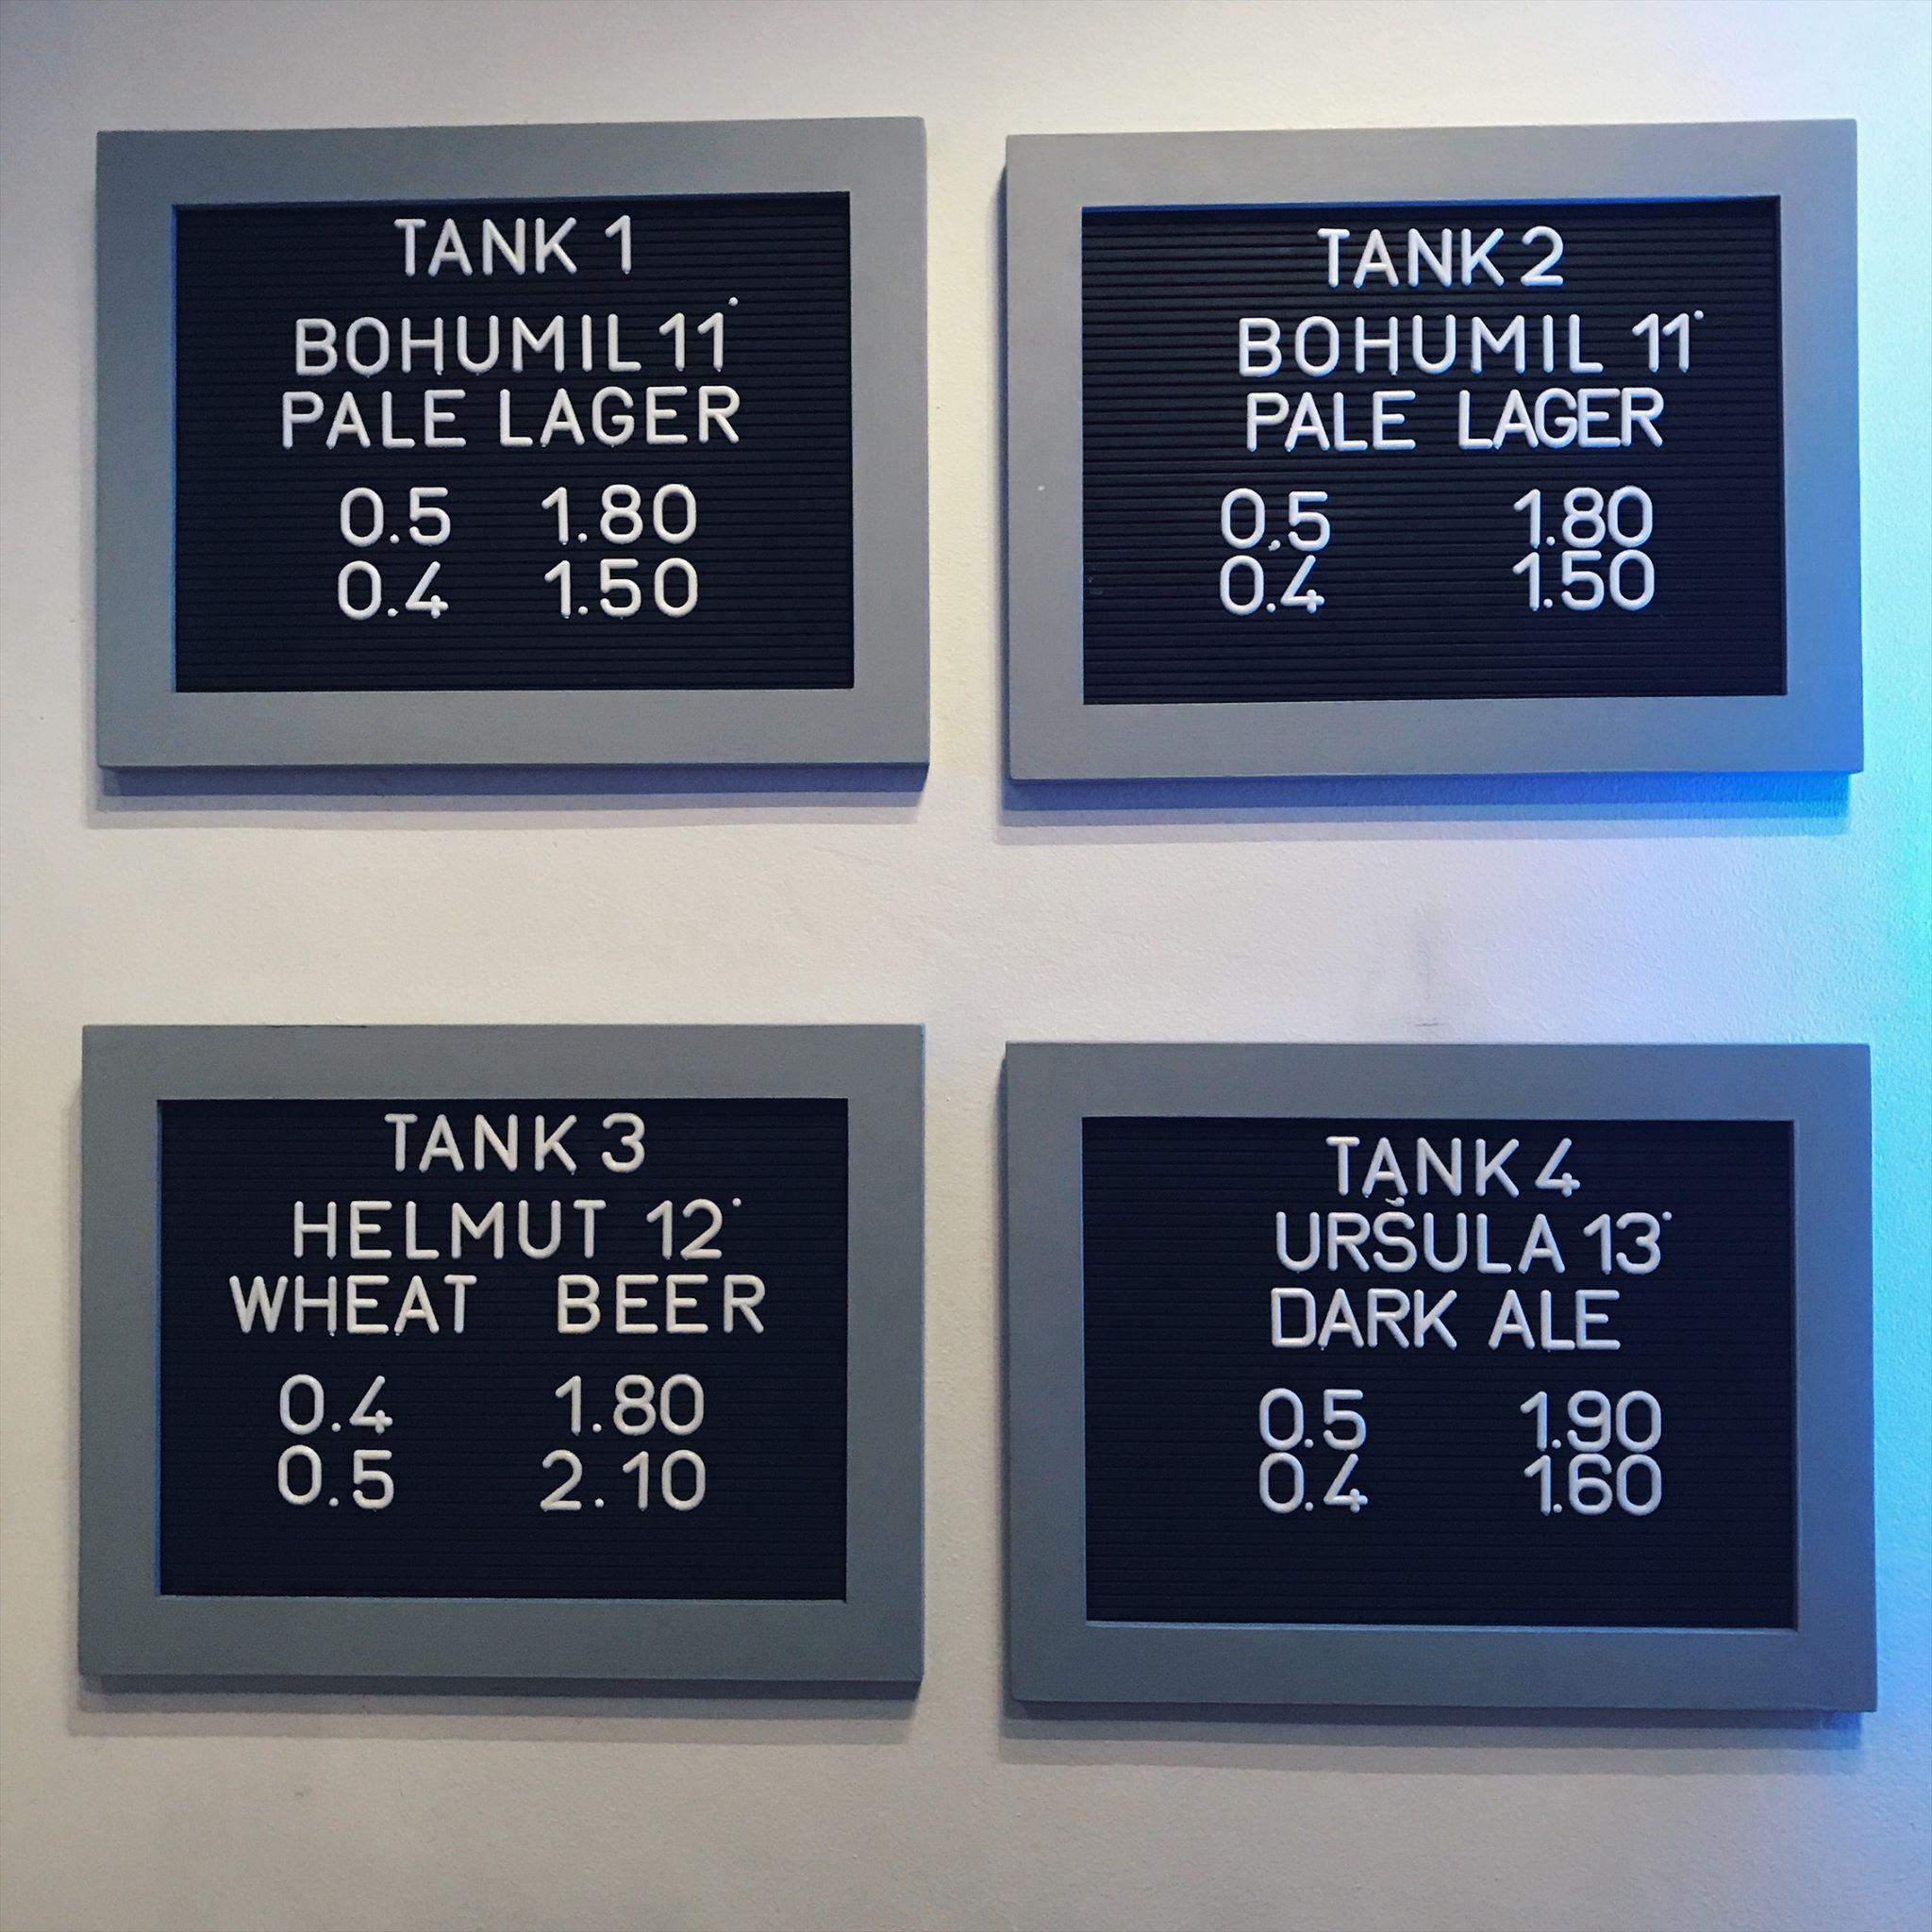 TANK 1
BOHUMIL 11°
PALE LAGER
0.5 1.80
0.4 1.50
TANK 2
BOHUMIL 11°
PALE LAGER
0.5 1.80
0.4 1.50
TANK 3
HELMUT 12°
WHEAT BEER
0.4 1.80
0.5 2.10
TANK 4
URŠULA 13°
DARK ALE
0.5 1.90
0.4 1.60